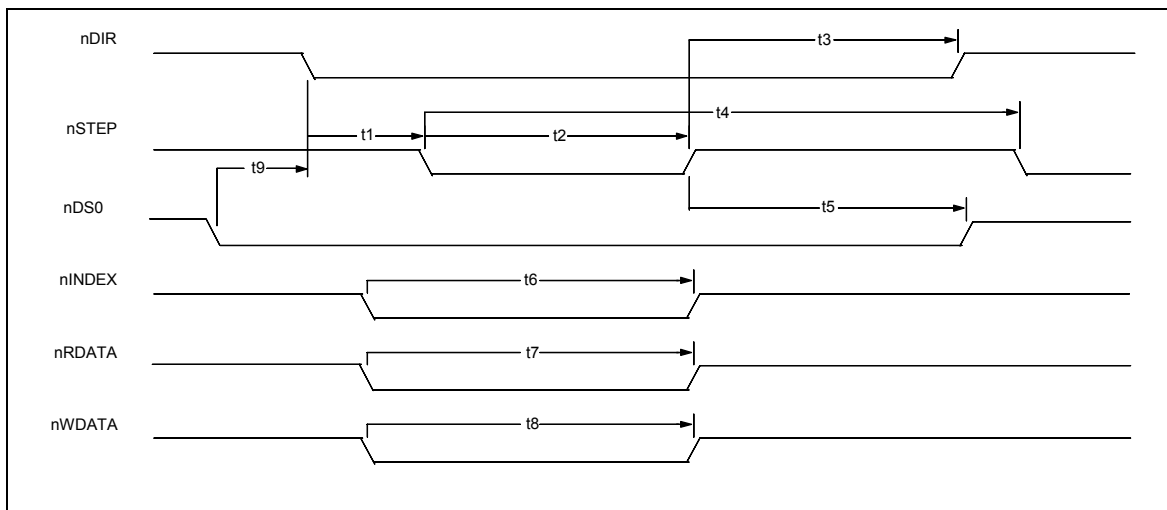 nDIR
t3
t4
nSTEP
t1
t2
t9
nDS0
t5
nINDEX
t6
nRDATA
t7
nWDATA
t8